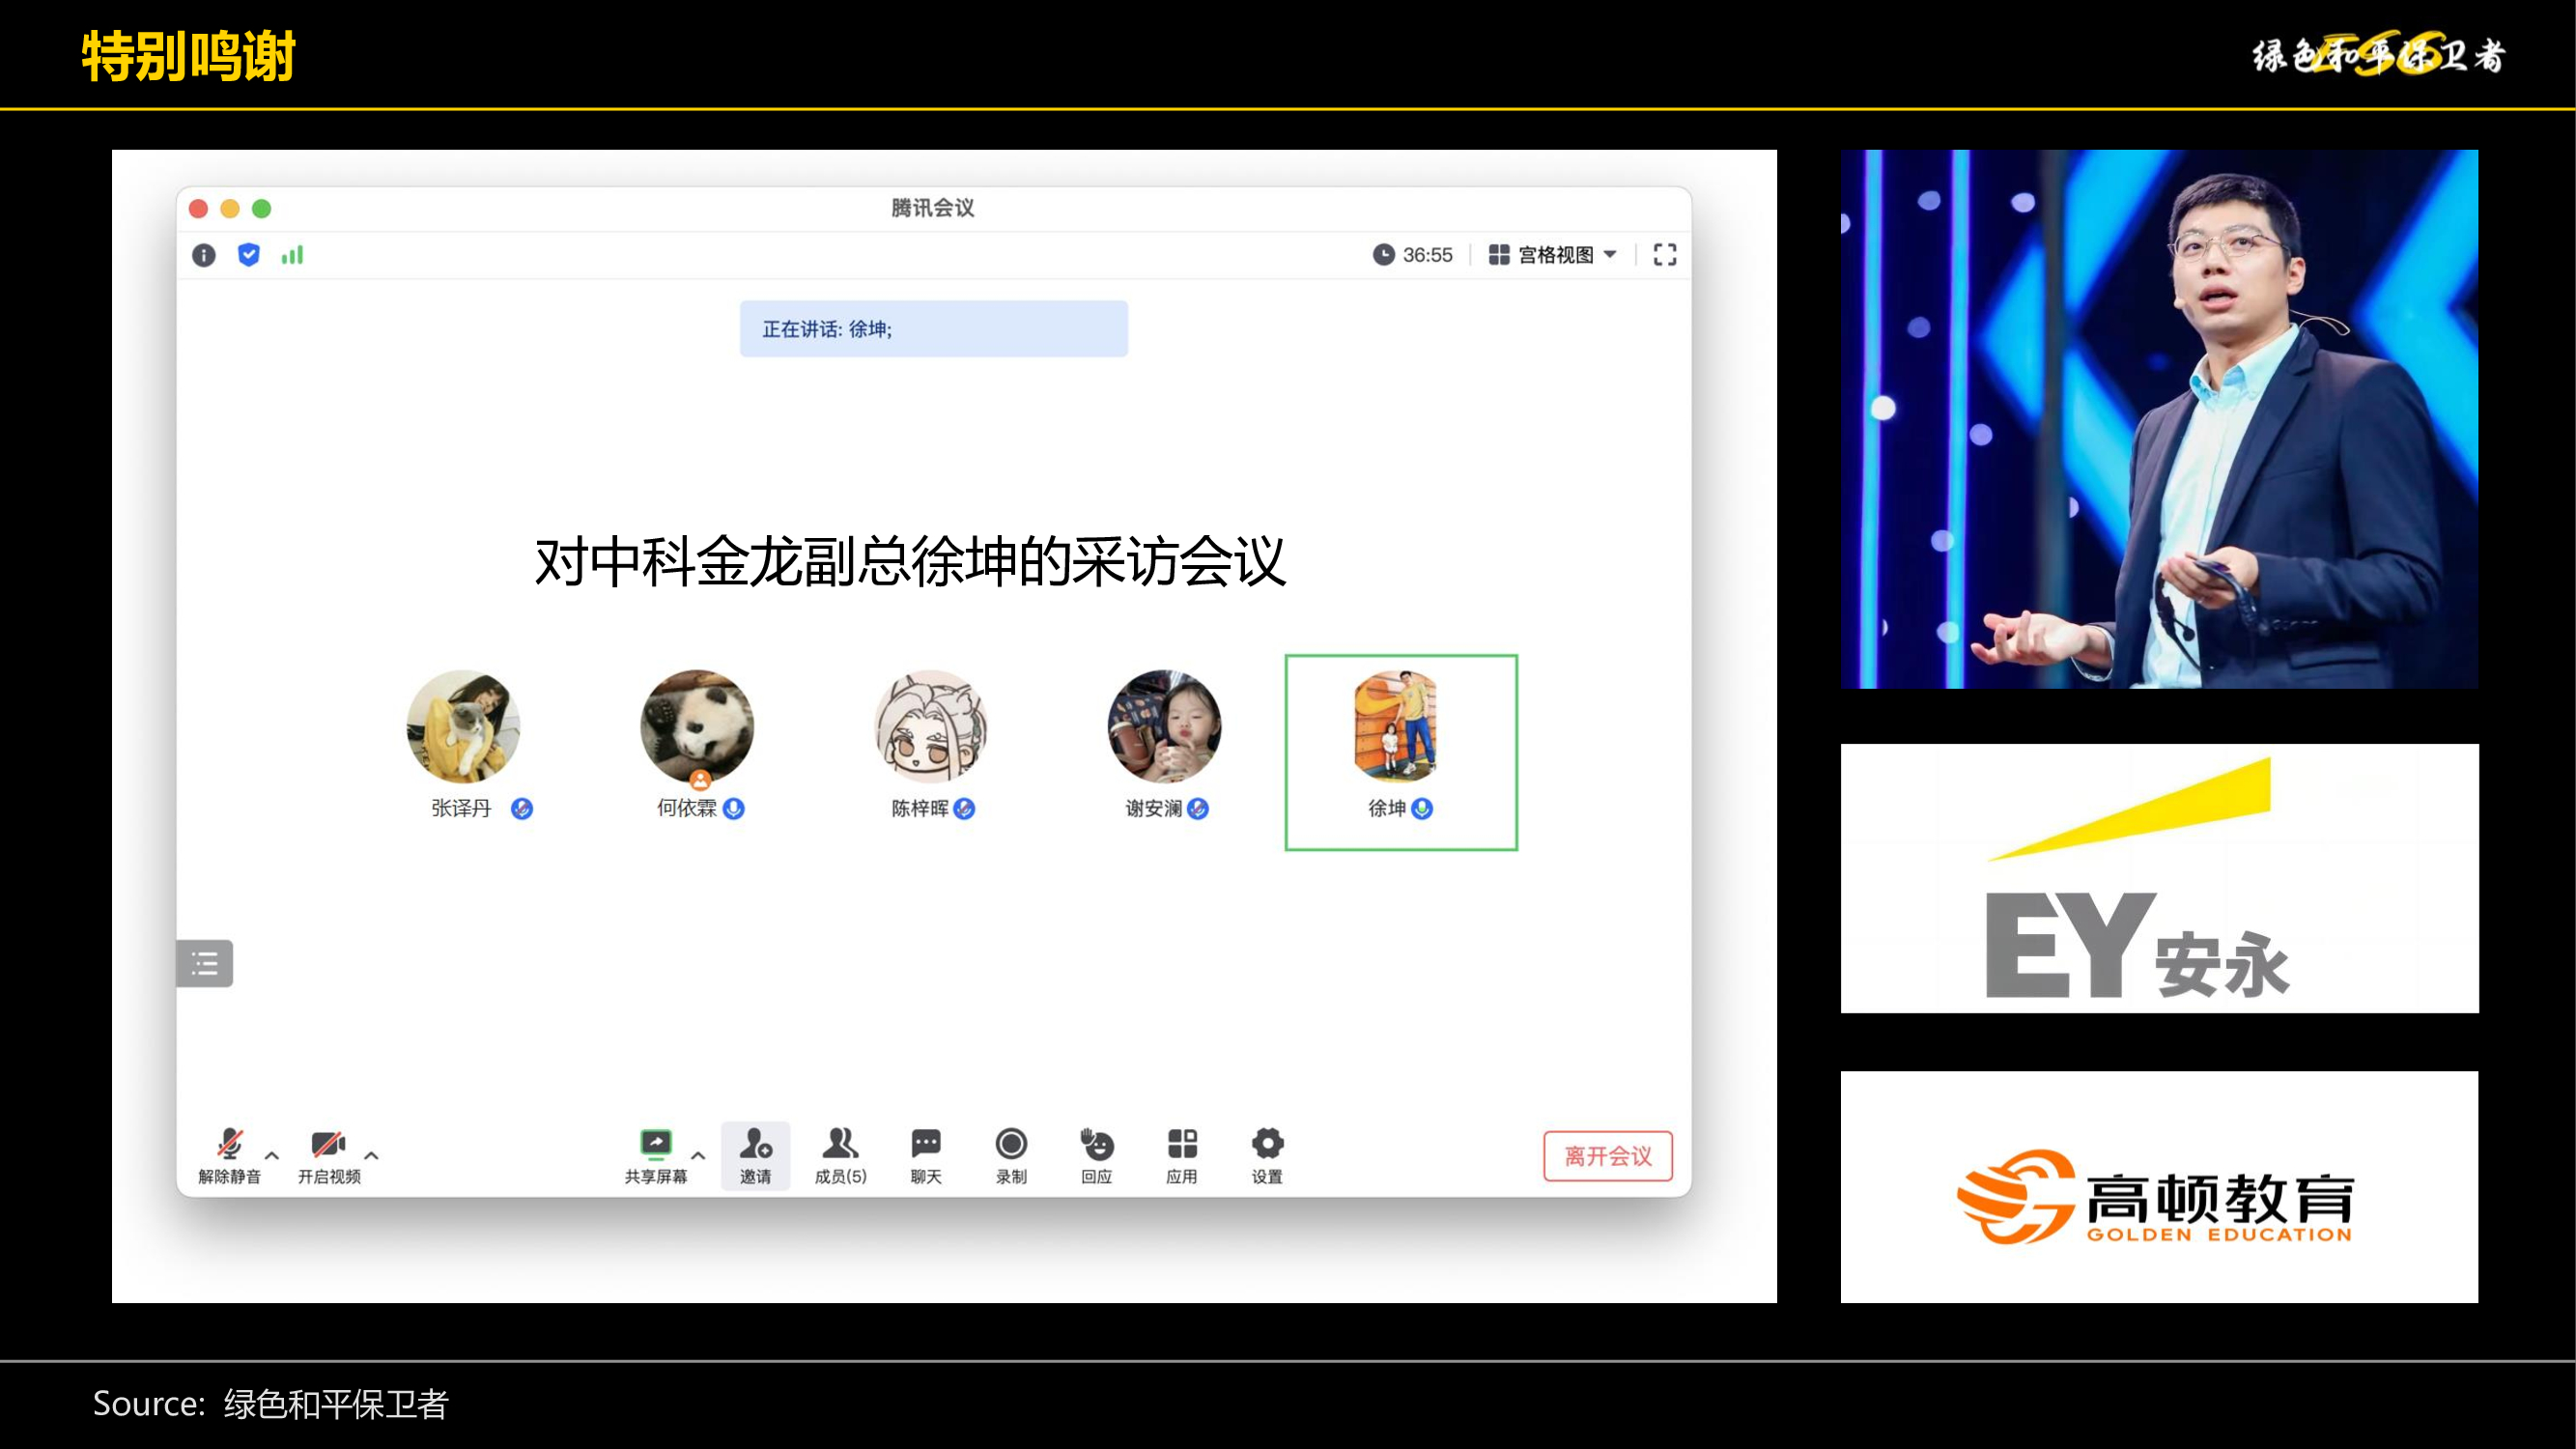 特别鸣谢
绿色和平保卫者
腾讯会议
36:55 宫格视图
正在讲话: 徐坤;
对中科金龙副总徐坤的采访会议
张译丹 何依霖 陈梓晖 谢安澜 徐坤
解除静音 开启视频 共享屏幕 邀请 成员(5) 聊天 录制 回应 应用 设置 离开会议
EY安永
高顿教育
GOLDEN EDUCATION
Source: 绿色和平保卫者